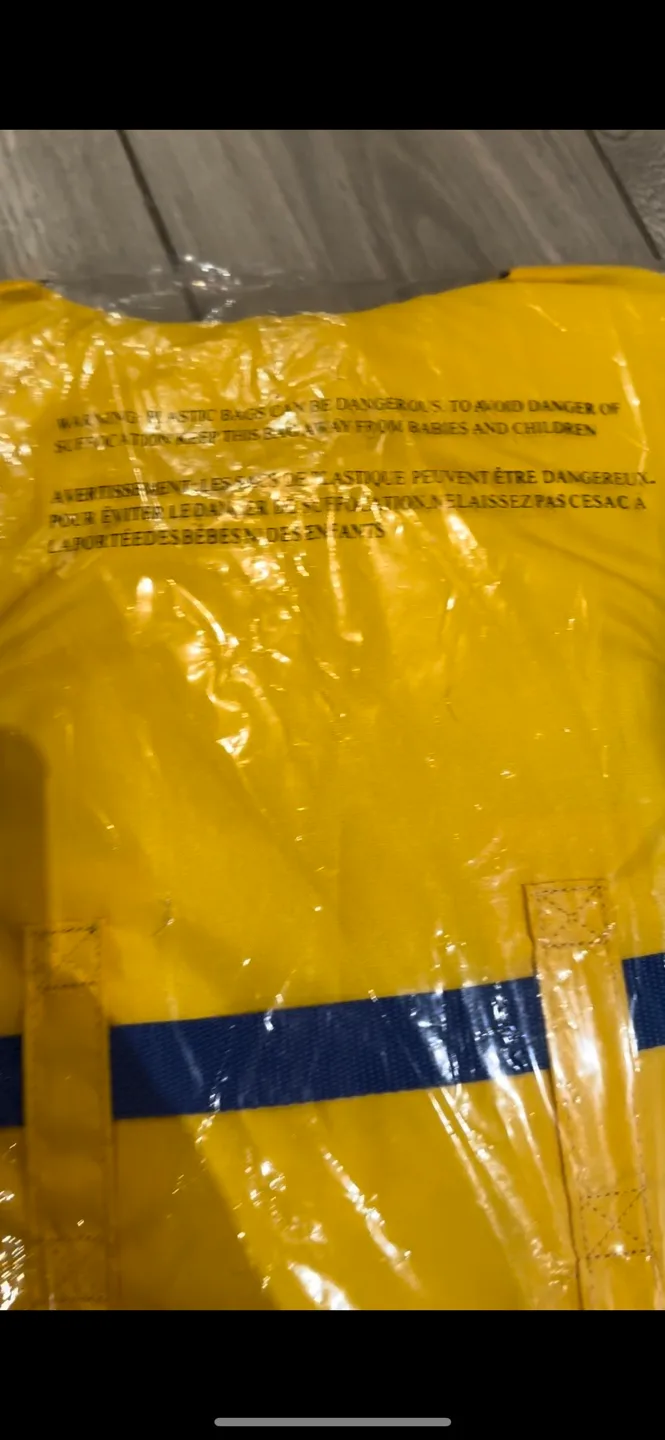 WARNING: PLASTIC BAGS CAN BE DANGEROUS. TO AVOID DANGER OF
SUFFOCATION KEEP THIS BAG AWAY FROM BABIES AND CHILDREN
AVERTISSEMENT: LES SACS DE PLASTIQUE PEUVENT ÊTRE DANGEREUX.
POUR ÉVITER LE DANGER DE SUFFOCATION,NE LAISSEZ PAS CE SAC À
LA PORTÉE DES BÉBÉS NI DES ENFANTS